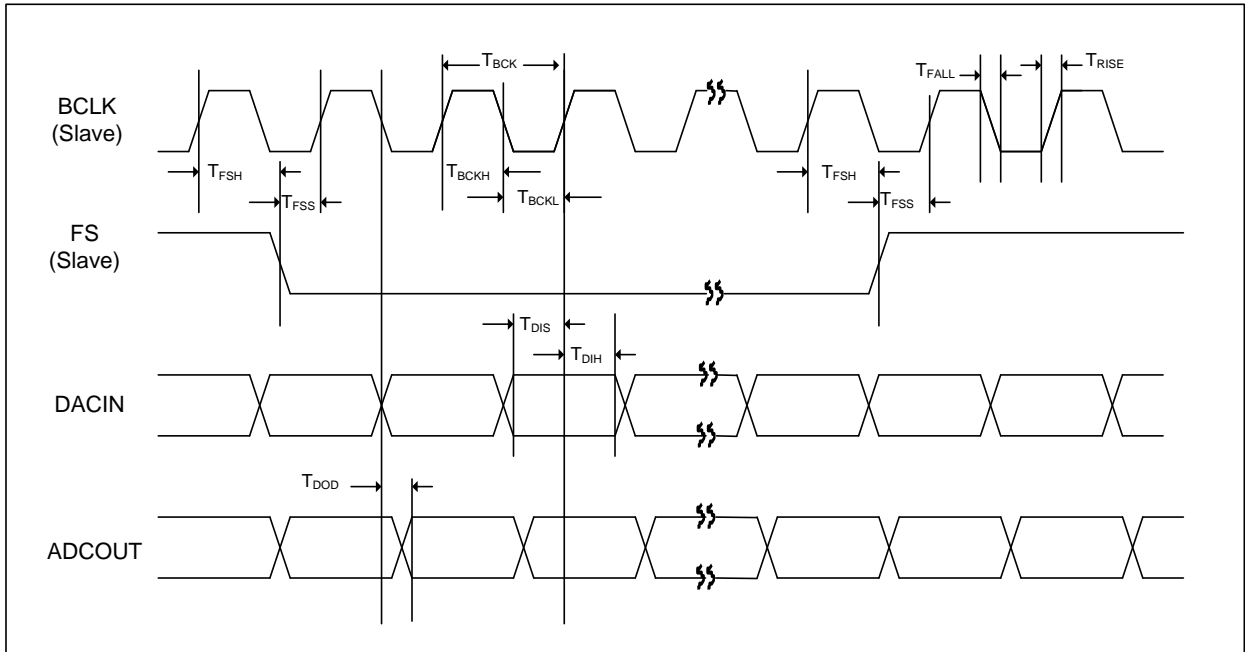 T_BCK
T_FALL
T_RISE
BCLK
(Slave)
T_FSH
T_BCKH
T_FSH
T_FSS
T_BCKL
T_FSS
FS
(Slave)
T_DIS
T_DIH
DACIN
T_DOD
ADCOUT